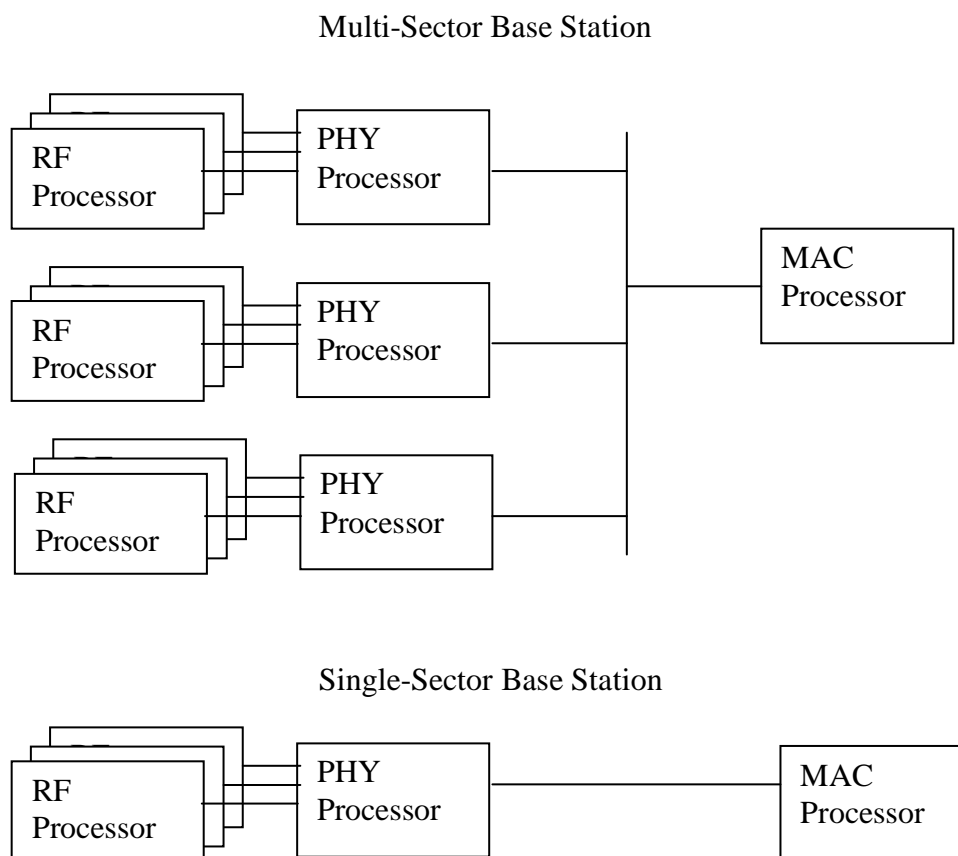 Multi-Sector Base Station
RF
Processor
PHY
Processor
MAC
Processor
RF
Processor
PHY
Processor
RF
Processor
PHY
Processor
Single-Sector Base Station
RF
Processor
PHY
Processor
MAC
Processor